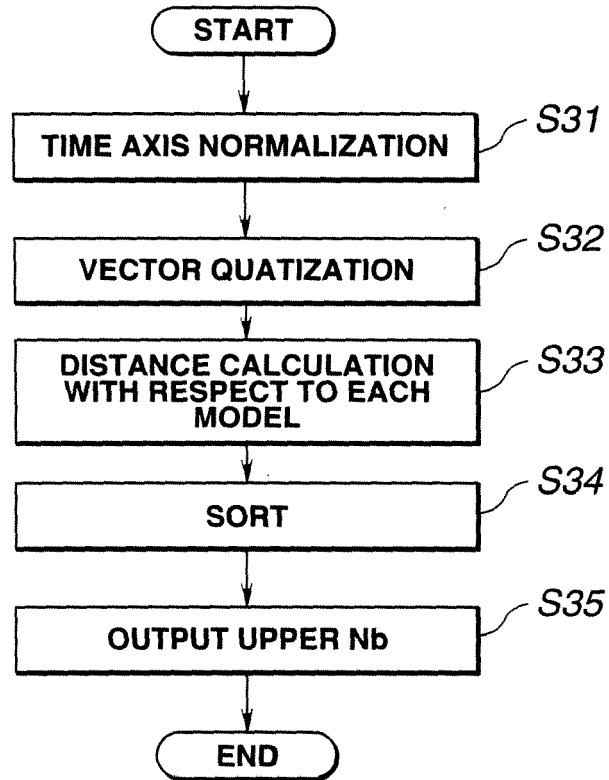 START
TIME AXIS NORMALIZATION
S31
VECTOR QUATIZATION
S32
DISTANCE CALCULATION
WITH RESPECT TO EACH
MODEL
S33
SORT
S34
OUTPUT UPPER Nb
S35
END